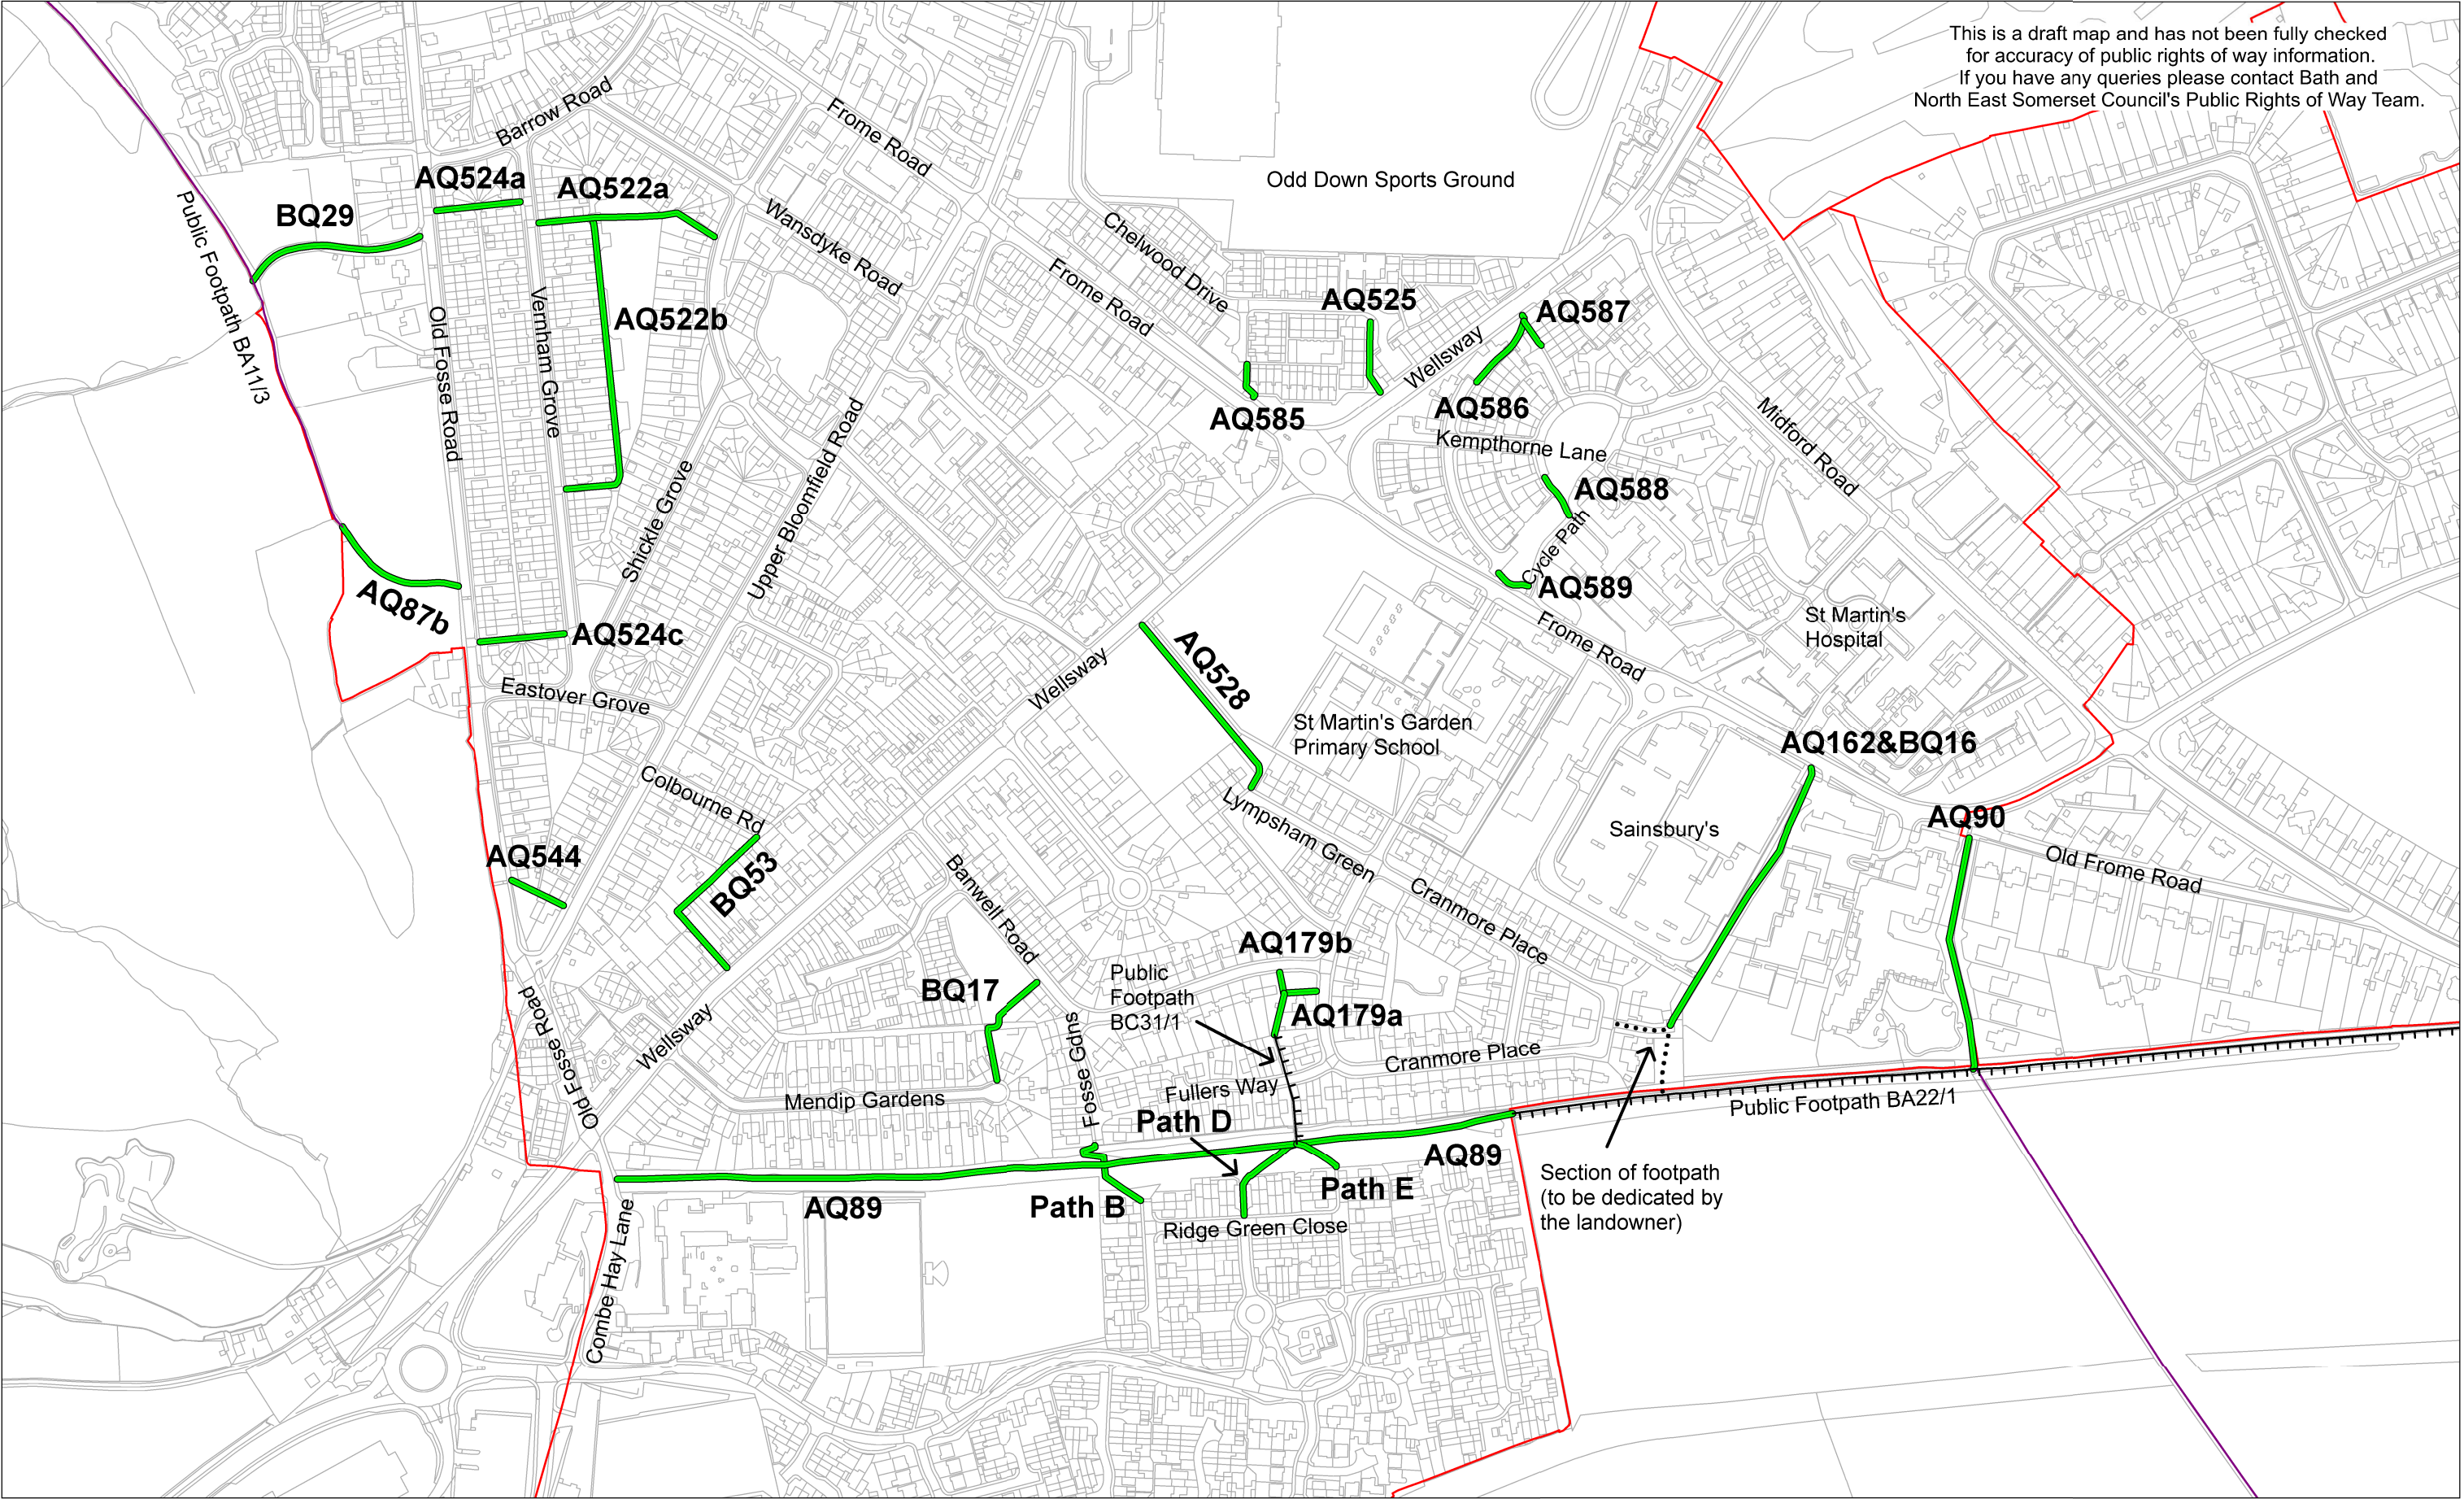 This is a draft map and has not been fully checked
for accuracy of public rights of way information.
If you have any queries please contact Bath and
North East Somerset Council's Public Rights of Way Team.
Barrow Road
Frome Road
AQ524a
AQ522a
Odd Down Sports Ground
BQ29
Public Footpath BA11/3
Wansdyke Road
Chelwood Drive
Frome Road
AQ522b
Vernham Grove
Old Fosse Road
AQ525
AQ587
Wellsway
AQ585
AQ586
Kempthorne Lane
Midford Road
AQ588
Cycle Path
Shickle Grove
Upper Bloomfield Road
AQ589
AQ87b
AQ524c
St Martin's
Hospital
Frome Road
Wellsway
AQ528
Eastover Grove
St Martin's Garden
Primary School
AQ162&BQ16
Colbourne Rd
Lympsham Green
Sainsbury's
AQ90
Old Frome Road
AQ544
BQ53
Banwell Road
Cranmore Place
AQ179b
Public
Footpath
BC31/1
BQ17
AQ179a
Old Fosse Road
Wellsway
Fosse Gdns
Cranmore Place
Fullers Way
Mendip Gardens
Public Footpath BA22/1
Path D
AQ89
Section of footpath
(to be dedicated by
the landowner)
Path E
AQ89
Path B
Ridge Green Close
Combe Hay Lane